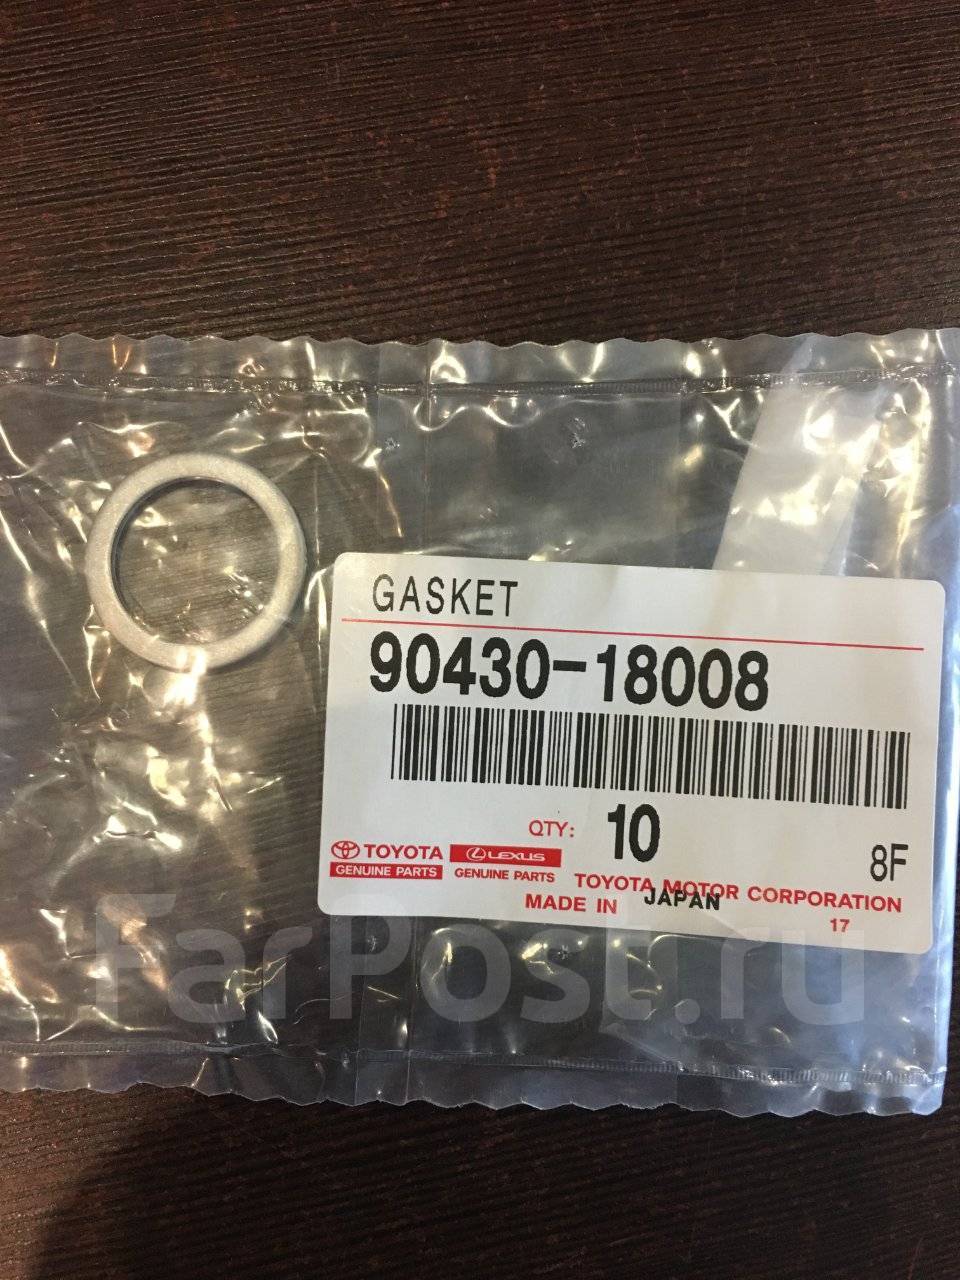 GASKET
90430-18008
QTY: 10
8F
TOYOTA
GENUINE PARTS
LEXUS
GENUINE PARTS
TOYOTA MOTOR CORPORATION
MADE IN JAPAN
17
FarPost.ru